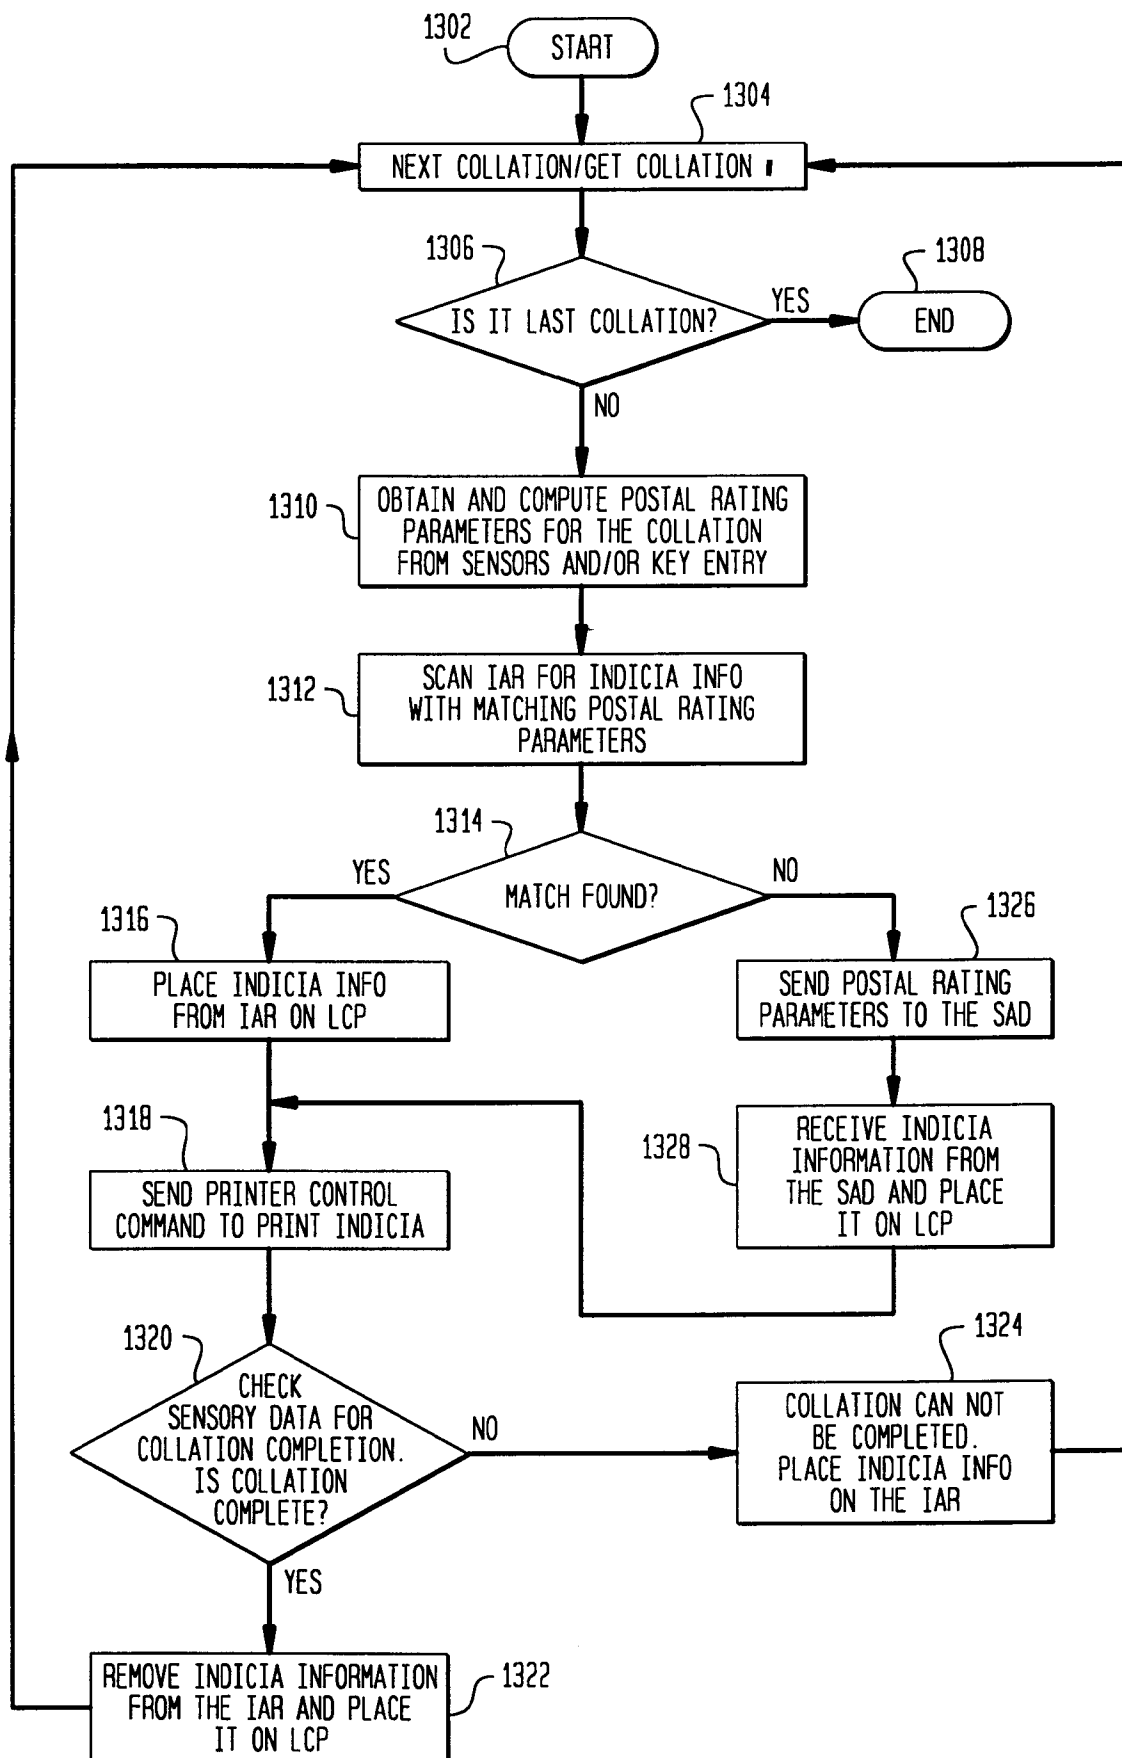 1302
START
1304
NEXT COLLATION/GET COLLATION
1306
IS IT LAST COLLATION?
YES
1308
END
NO
1310
OBTAIN AND COMPUTE POSTAL RATING
PARAMETERS FOR THE COLLATION
FROM SENSORS AND/OR KEY ENTRY
1312
SCAN IAR FOR INDICIA INFO
WITH MATCHING POSTAL RATING
PARAMETERS
1314
YES
MATCH FOUND?
NO
1316
PLACE INDICIA INFO
FROM IAR ON LCP
1326
SEND POSTAL RATING
PARAMETERS TO THE SAD
1318
SEND PRINTER CONTROL
COMMAND TO PRINT INDICIA
1328
RECEIVE INDICIA
INFORMATION FROM
THE SAD AND PLACE
IT ON LCP
1320
CHECK
SENSORY DATA FOR
COLLATION COMPLETION.
IS COLLATION
COMPLETE?
NO
1324
COLLATION CAN NOT
BE COMPLETED.
PLACE INDICIA INFO
ON THE IAR
YES
REMOVE INDICIA INFORMATION
FROM THE IAR AND PLACE
IT ON LCP
1322